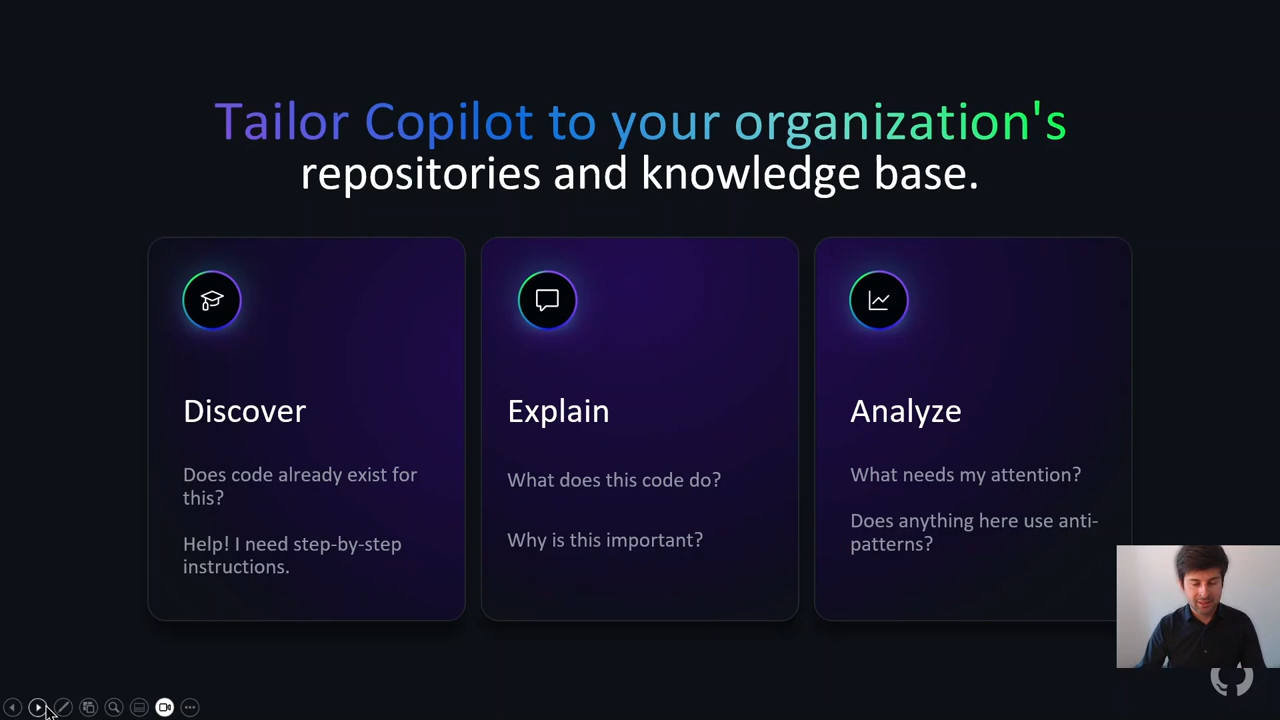 Tailor Copilot to your organization's
repositories and knowledge base.
Discover
Does code already exist for
this?
Help! I need step-by-step
instructions.
Explain
What does this code do?
Why is this important?
Analyze
What needs my attention?
Does anything here use anti-
patterns?